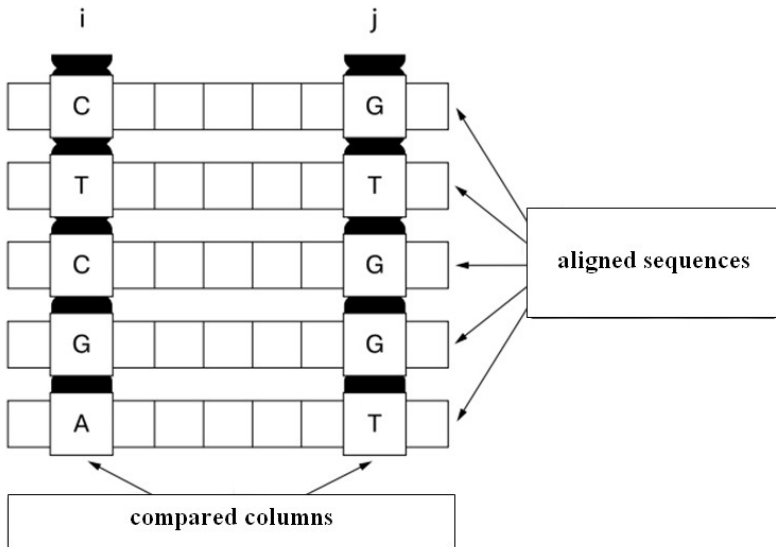 i j
C G
T T
C G
aligned sequences
G G
A T
compared columns